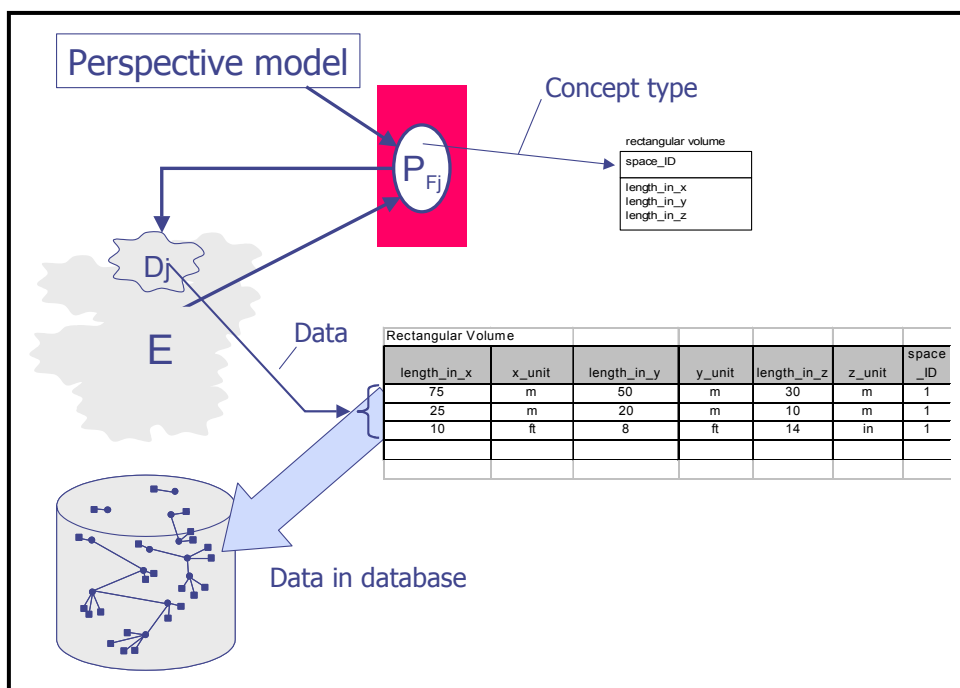 Perspective model
Concept type
P Fj
rectangular volume
space_ID
length_in_x
length_in_y
length_in_z
Dj
E
Data
Rectangular Volume
length_in_x x_unit length_in_y y_unit length_in_z z_unit space _ID
75 m 50 m 30 m 1
25 m 20 m 10 m 1
10 ft 8 ft 14 in 1
Data in database